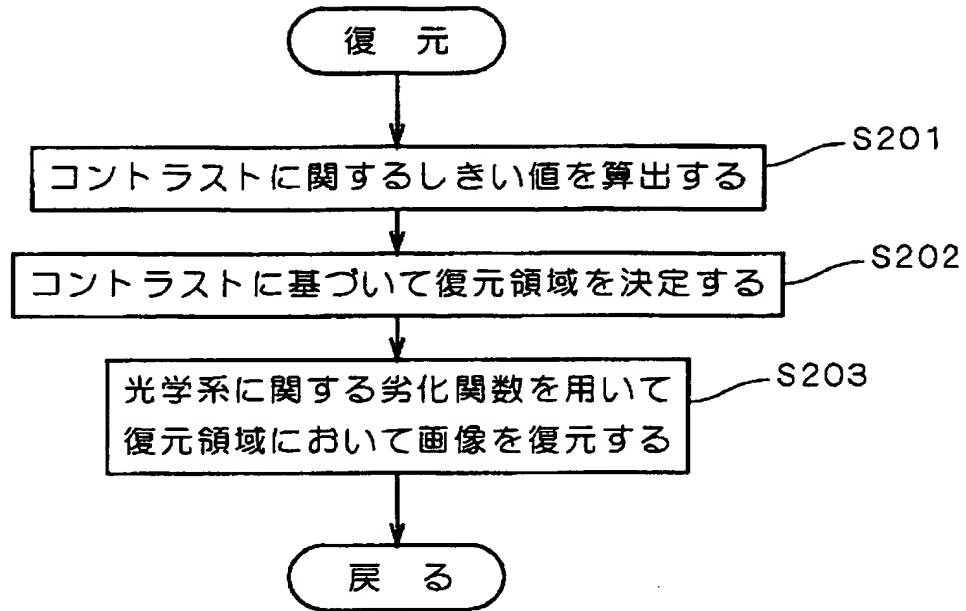 復元
コントラストに関するしきい値を算出する
S201
コントラストに基づいて復元領域を決定する
S202
光学系に関する劣化関数を用いて
復元領域において画像を復元する
S203
戻る